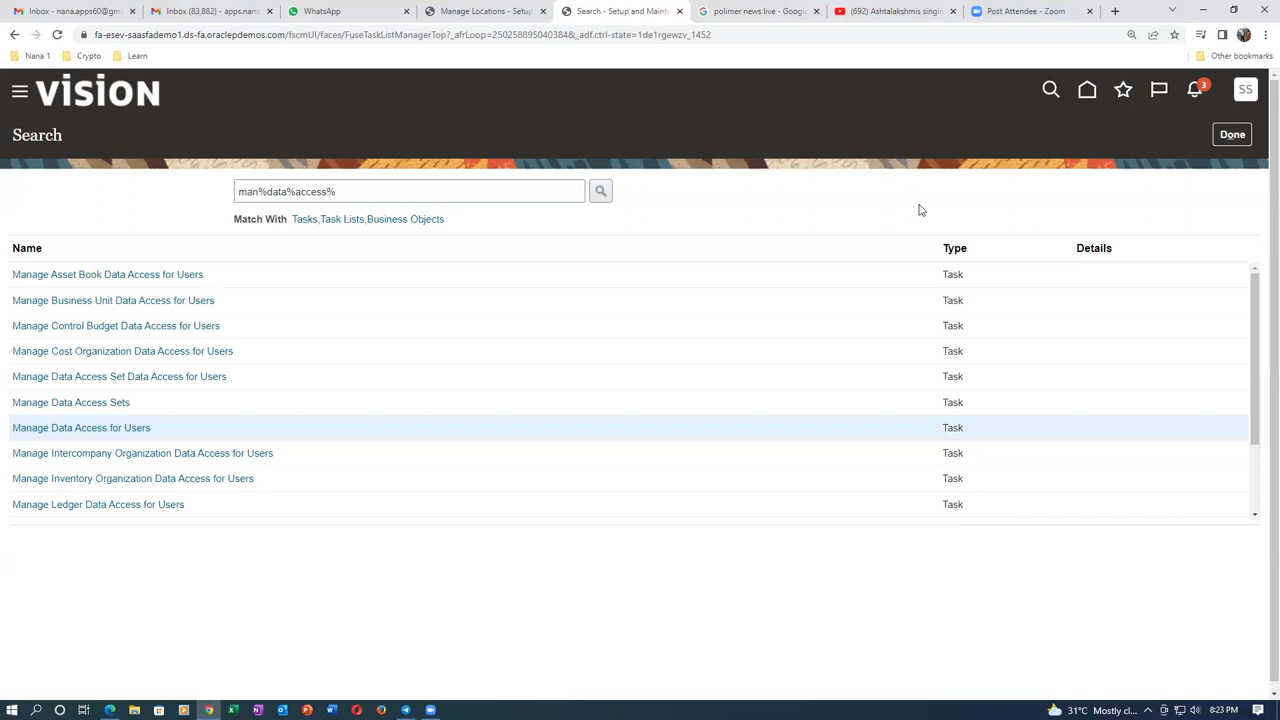 Inbox - nana.apps60@gma
Inbox (83,882) - apps.nana
WhatsApp
Manage Locations - Setup
Search - Setup and Maint
polimer news live - Google
(692) Ashtalakshmi singin
Post Attendee - Zoom
fa-esev-saasfademo1.ds-fa.oraclepdemos.com/fscmUI/faces/FuseTaskListManagerTop?_afrLoop=2502588950403848&_adf.ctrl-state=1de1rgewzv_1452
Nana 1
Crypto
Learn
Other bookmarks
VISION
3
SS
Search
Done
man%data%access%
Match With Tasks,Task Lists,Business Objects
Name Type Details
Manage Asset Book Data Access for Users Task
Manage Business Unit Data Access for Users Task
Manage Control Budget Data Access for Users Task
Manage Cost Organization Data Access for Users Task
Manage Data Access Set Data Access for Users Task
Manage Data Access Sets Task
Manage Data Access for Users Task
Manage Intercompany Organization Data Access for Users Task
Manage Inventory Organization Data Access for Users Task
Manage Ledger Data Access for Users Task
31°C Mostly cl... 8:23 PM